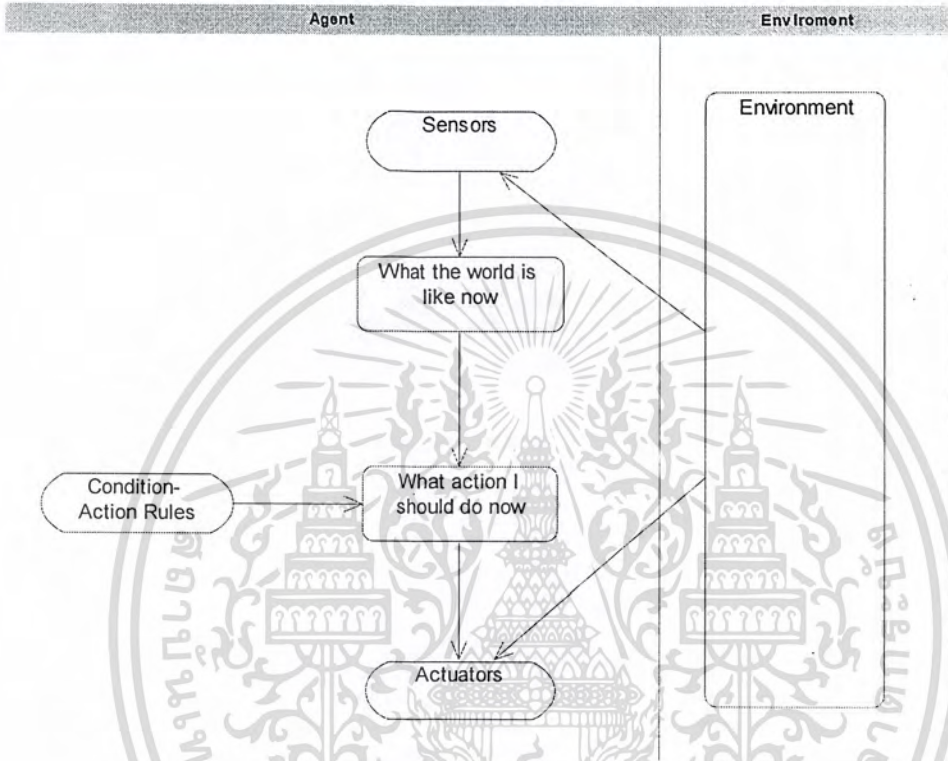 Agent
Enviroment
Sensors
Environment
What the world is
like now
Condition-
Action Rules
What action I
should do now
Actuators